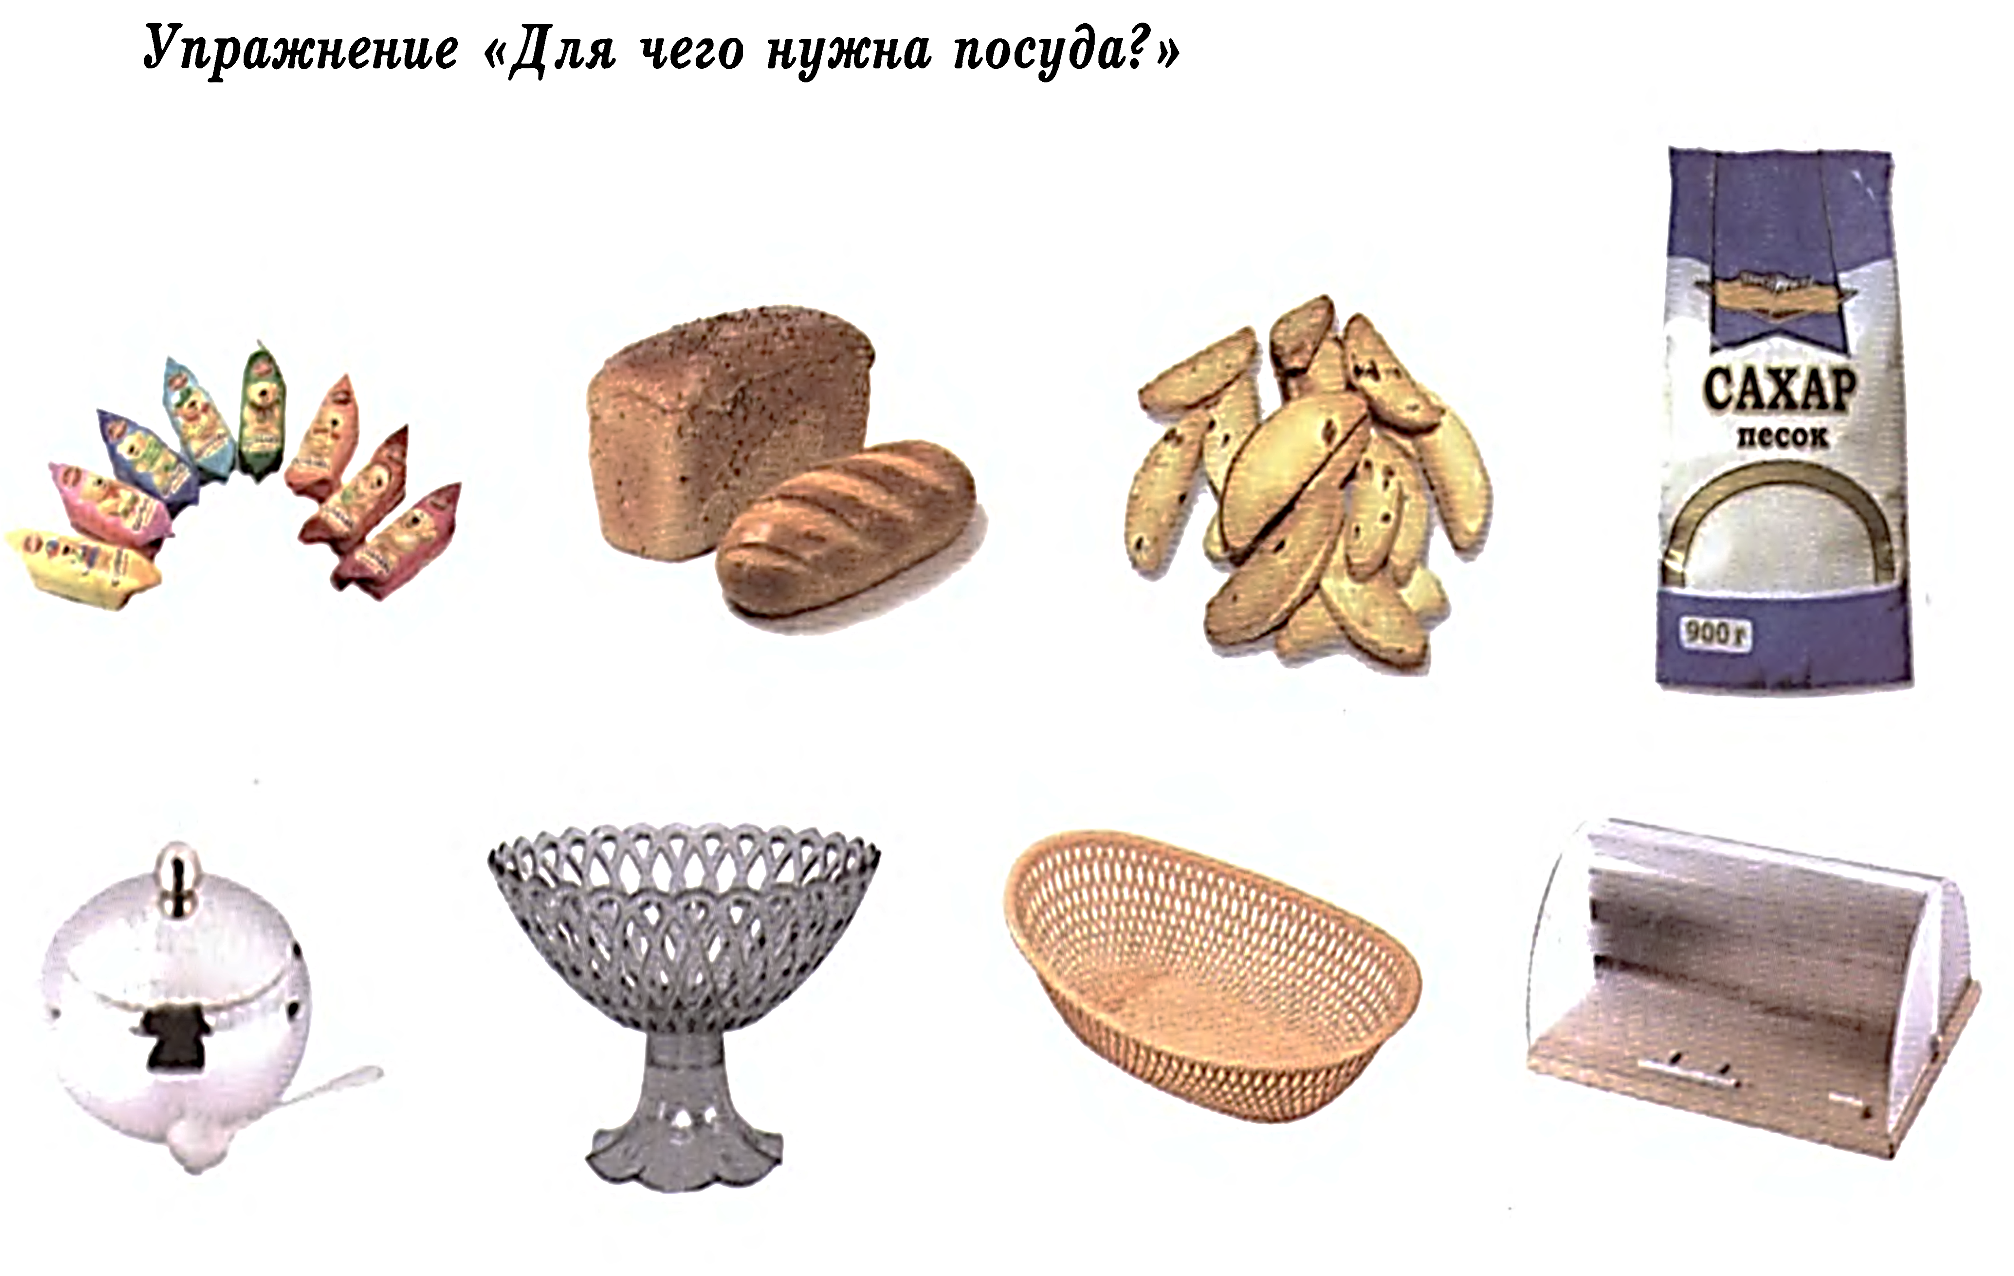 Упражнение «Для чего нужна посуда?»
САХАР
песок
900 г